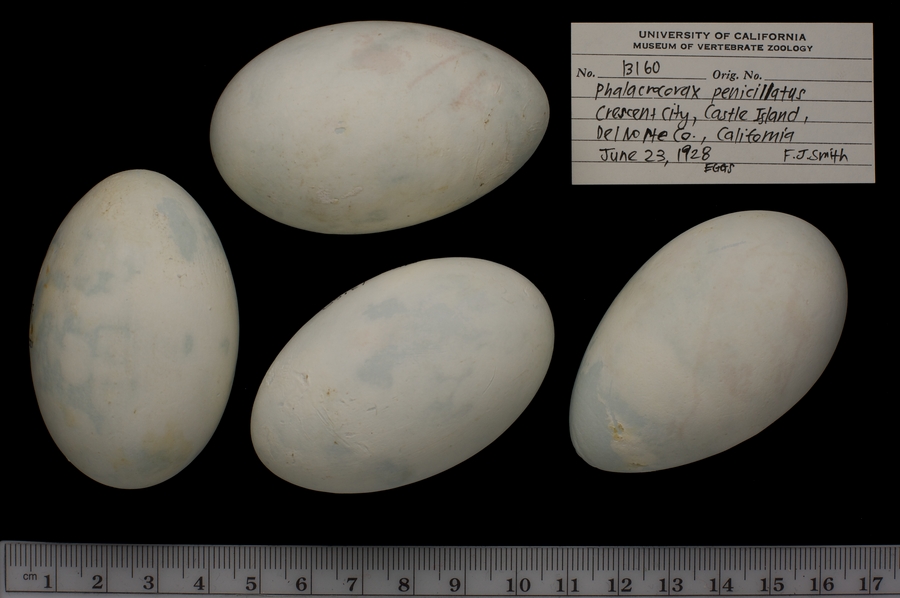 UNIVERSITY OF CALIFORNIA
MUSEUM OF VERTEBRATE ZOOLOGY
No. 13160 Orig. No.
Phalacrocorax penicillatus
Crescent City, Castle Island,
Del Norte Co., California
June 23, 1928 F.J.Smith
EGGS
cm 1 2 3 4 5 6 7 8 9 10 11 12 13 14 15 16 17